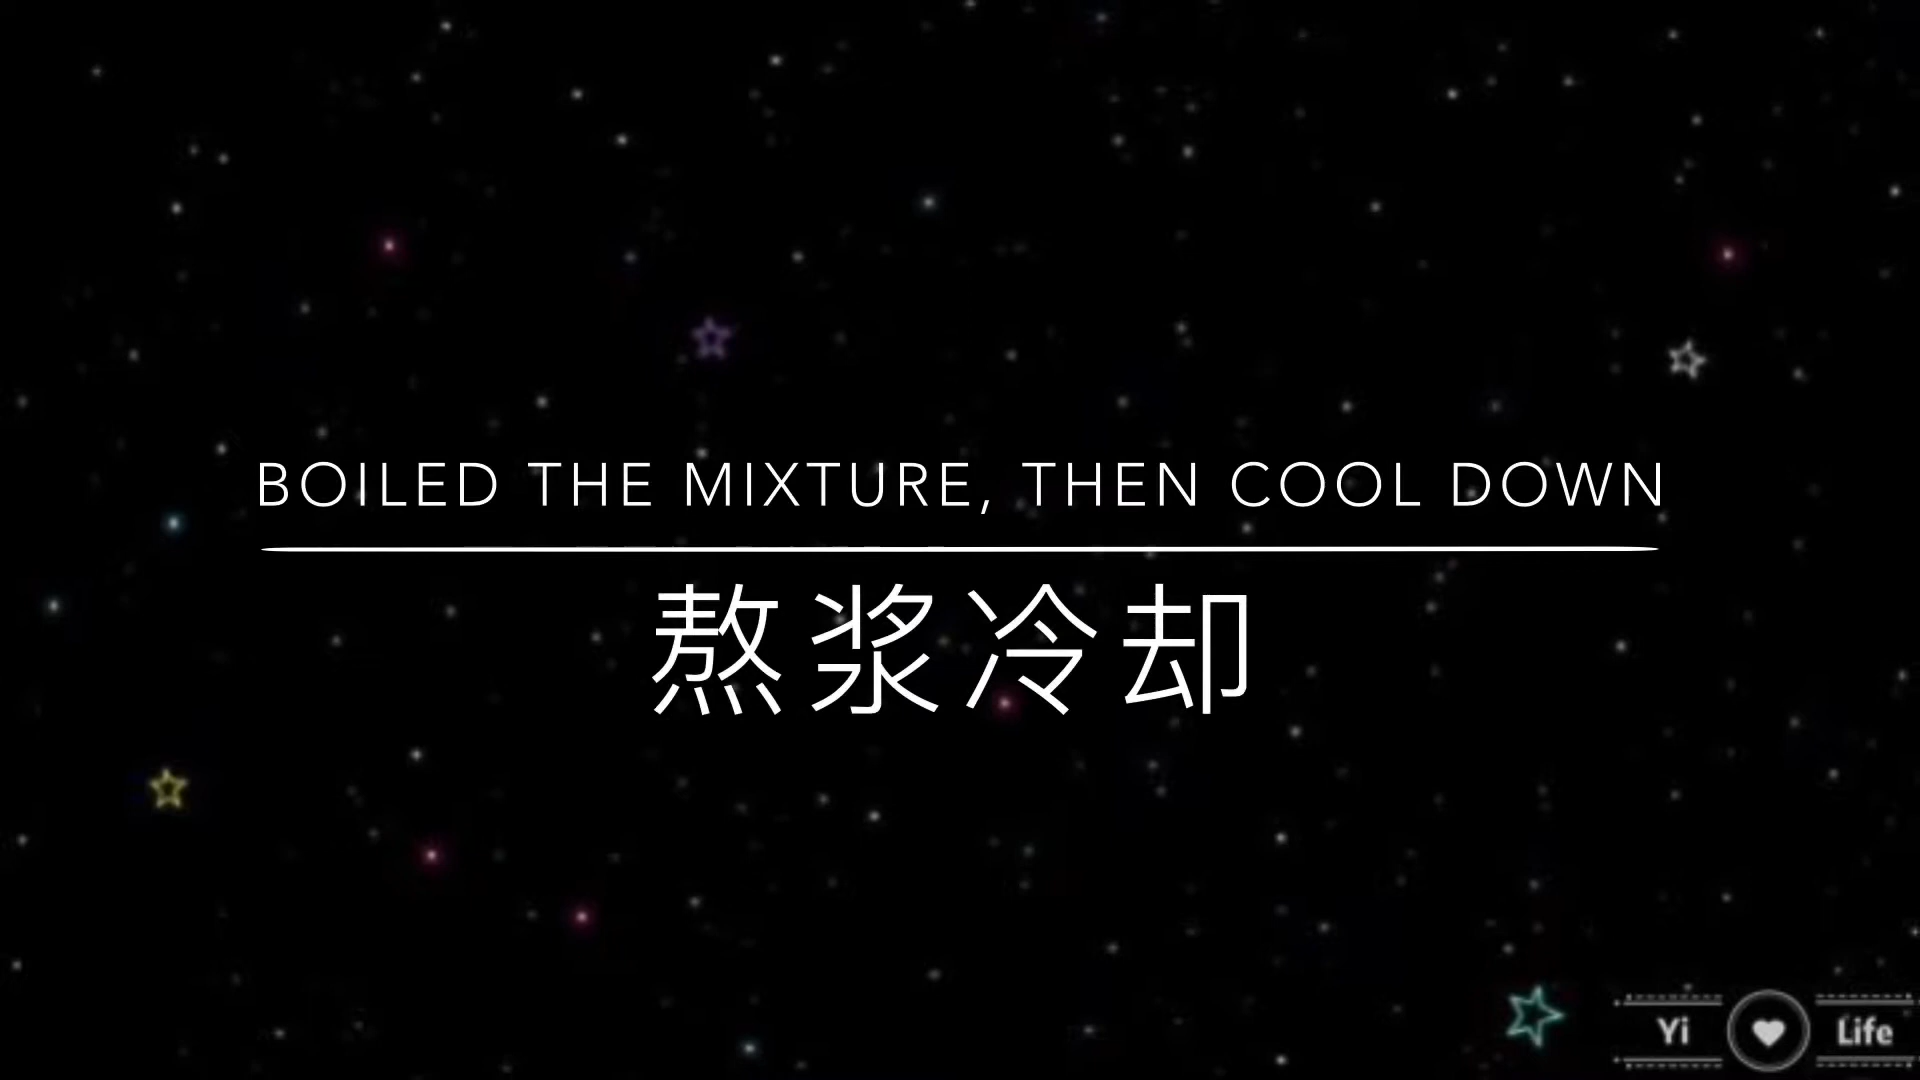 BOILED THE MIXTURE, THEN COOL DOWN
熬浆冷却
Yi Life